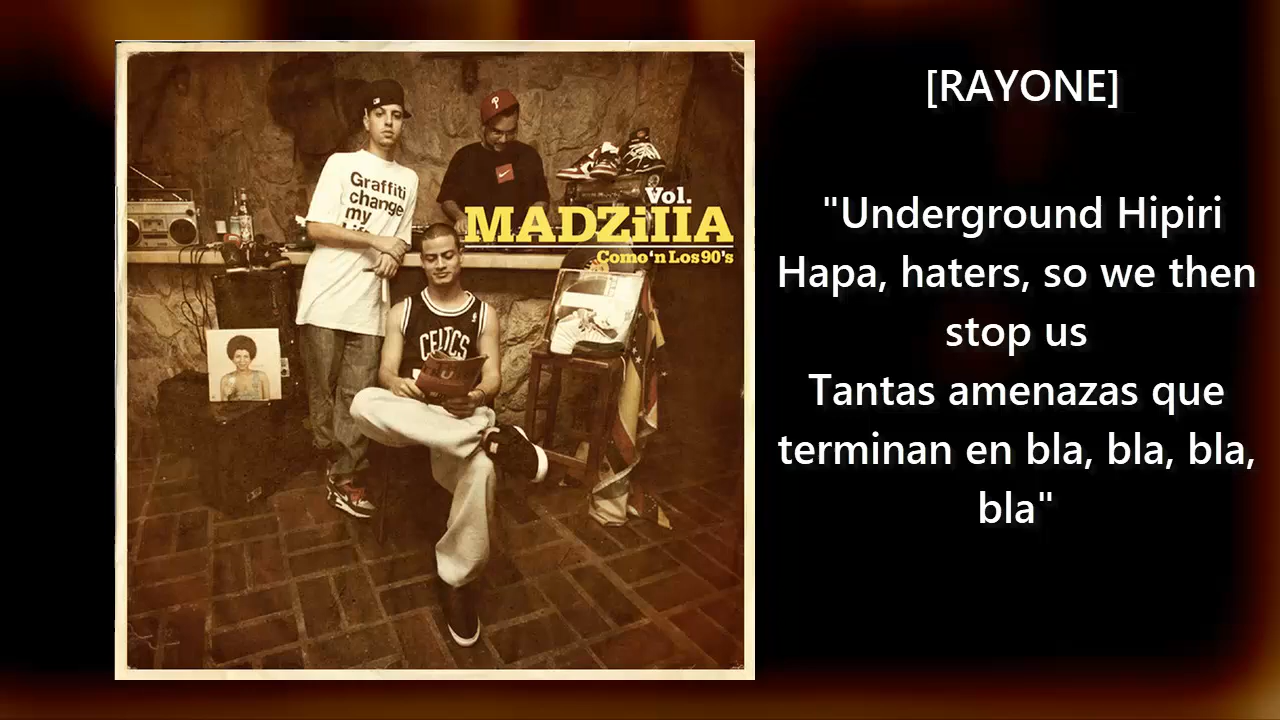 [RAYONE]
"Underground Hipiri
Hapa, haters, so we then
stop us
Tantas amenazas que
terminan en bla, bla, bla,
bla"
Vol.
MADZiIIA
Como'n Los 90's
Graffiti
change
my
CELTCS